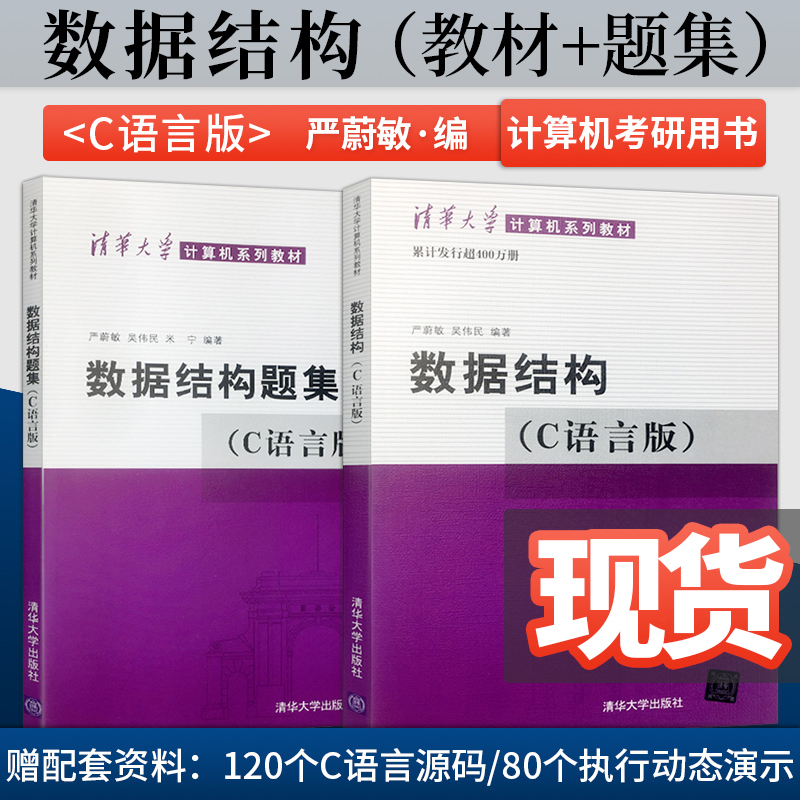 数据结构（教材+题集）
<C语言版> 严蔚敏·编 计算机考研用书
清华大学计算机系列教材
数据结构题集
（C语言版）
清华大学出版社
清华大学 计算机系列教材
严蔚敏 吴伟民 米 宁 编著
数据结构题集
（C语言版
清华大学出版
清华大学计算机系列教材
数据结构
（C语言版）
清华大学出版社
清华大学 计算机系列教材
累计发行超400万册
严蔚敏 吴伟民 编著
数据结构
（C语言版）
现货
清华大学出版社
赠配套资料：120个C语言源码/80个执行动态演示